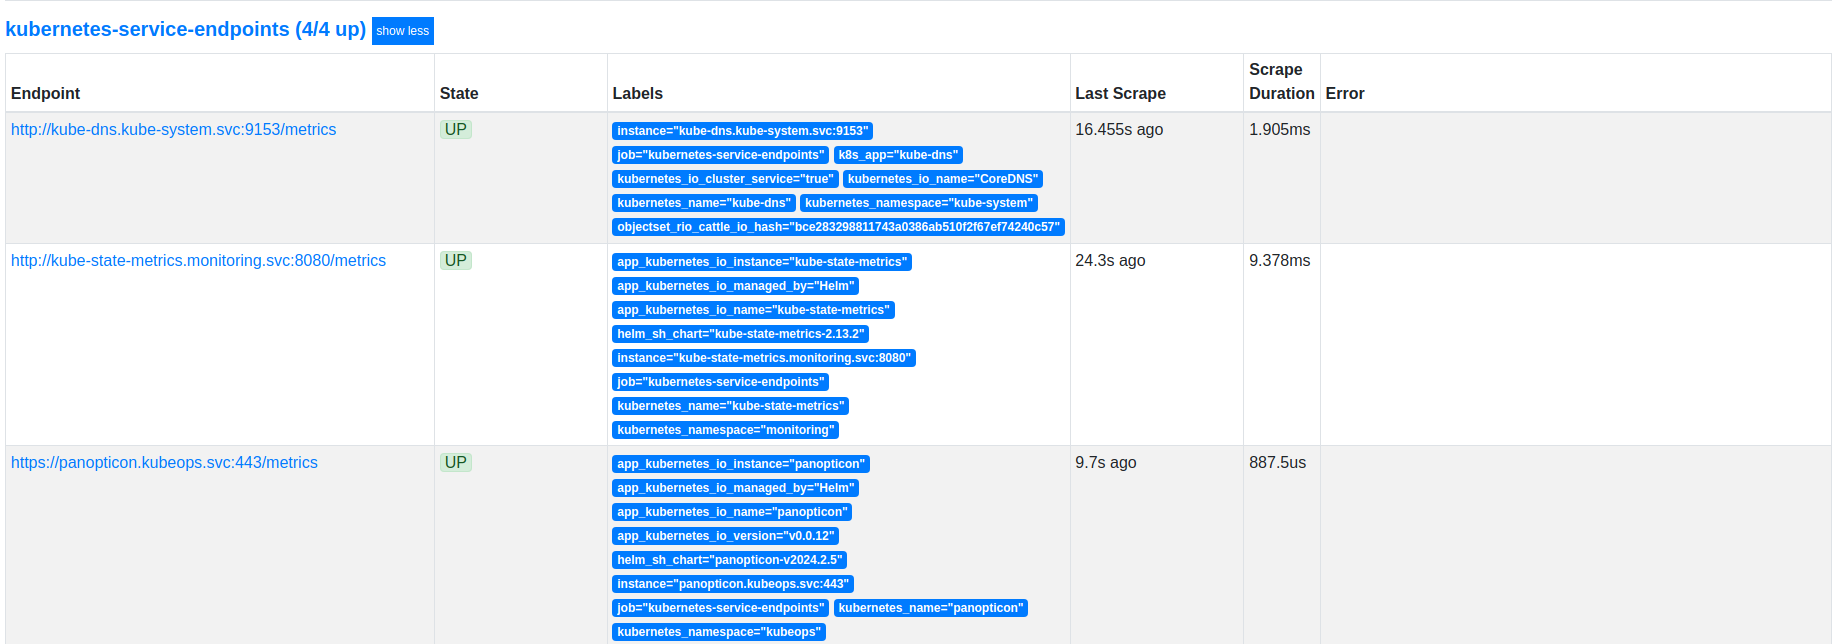 kubernetes-service-endpoints (4/4 up) show less
Endpoint State Labels Last Scrape Scrape Duration Error
http://kube-dns.kube-system.svc:9153/metrics UP instance="kube-dns.kube-system.svc:9153" 16.455s ago 1.905ms
job="kubernetes-service-endpoints" k8s_app="kube-dns"
kubernetes_io_cluster_service="true" kubernetes_io_name="CoreDNS"
kubernetes_name="kube-dns" kubernetes_namespace="kube-system"
objectset_rio_cattle_io_hash="bce283298811743a0386ab510f2f67ef74240c57"
http://kube-state-metrics.monitoring.svc:8080/metrics UP app_kubernetes_io_instance="kube-state-metrics" 24.3s ago 9.378ms
app_kubernetes_io_managed_by="Helm"
app_kubernetes_io_name="kube-state-metrics"
helm_sh_chart="kube-state-metrics-2.13.2"
instance="kube-state-metrics.monitoring.svc:8080"
job="kubernetes-service-endpoints"
kubernetes_name="kube-state-metrics"
kubernetes_namespace="monitoring"
https://panopticon.kubeops.svc:443/metrics UP app_kubernetes_io_instance="panopticon" 9.7s ago 887.5us
app_kubernetes_io_managed_by="Helm"
app_kubernetes_io_name="panopticon"
app_kubernetes_io_version="v0.0.12"
helm_sh_chart="panopticon-v2024.2.5"
instance="panopticon.kubeops.svc:443"
job="kubernetes-service-endpoints" kubernetes_name="panopticon"
kubernetes_namespace="kubeops"